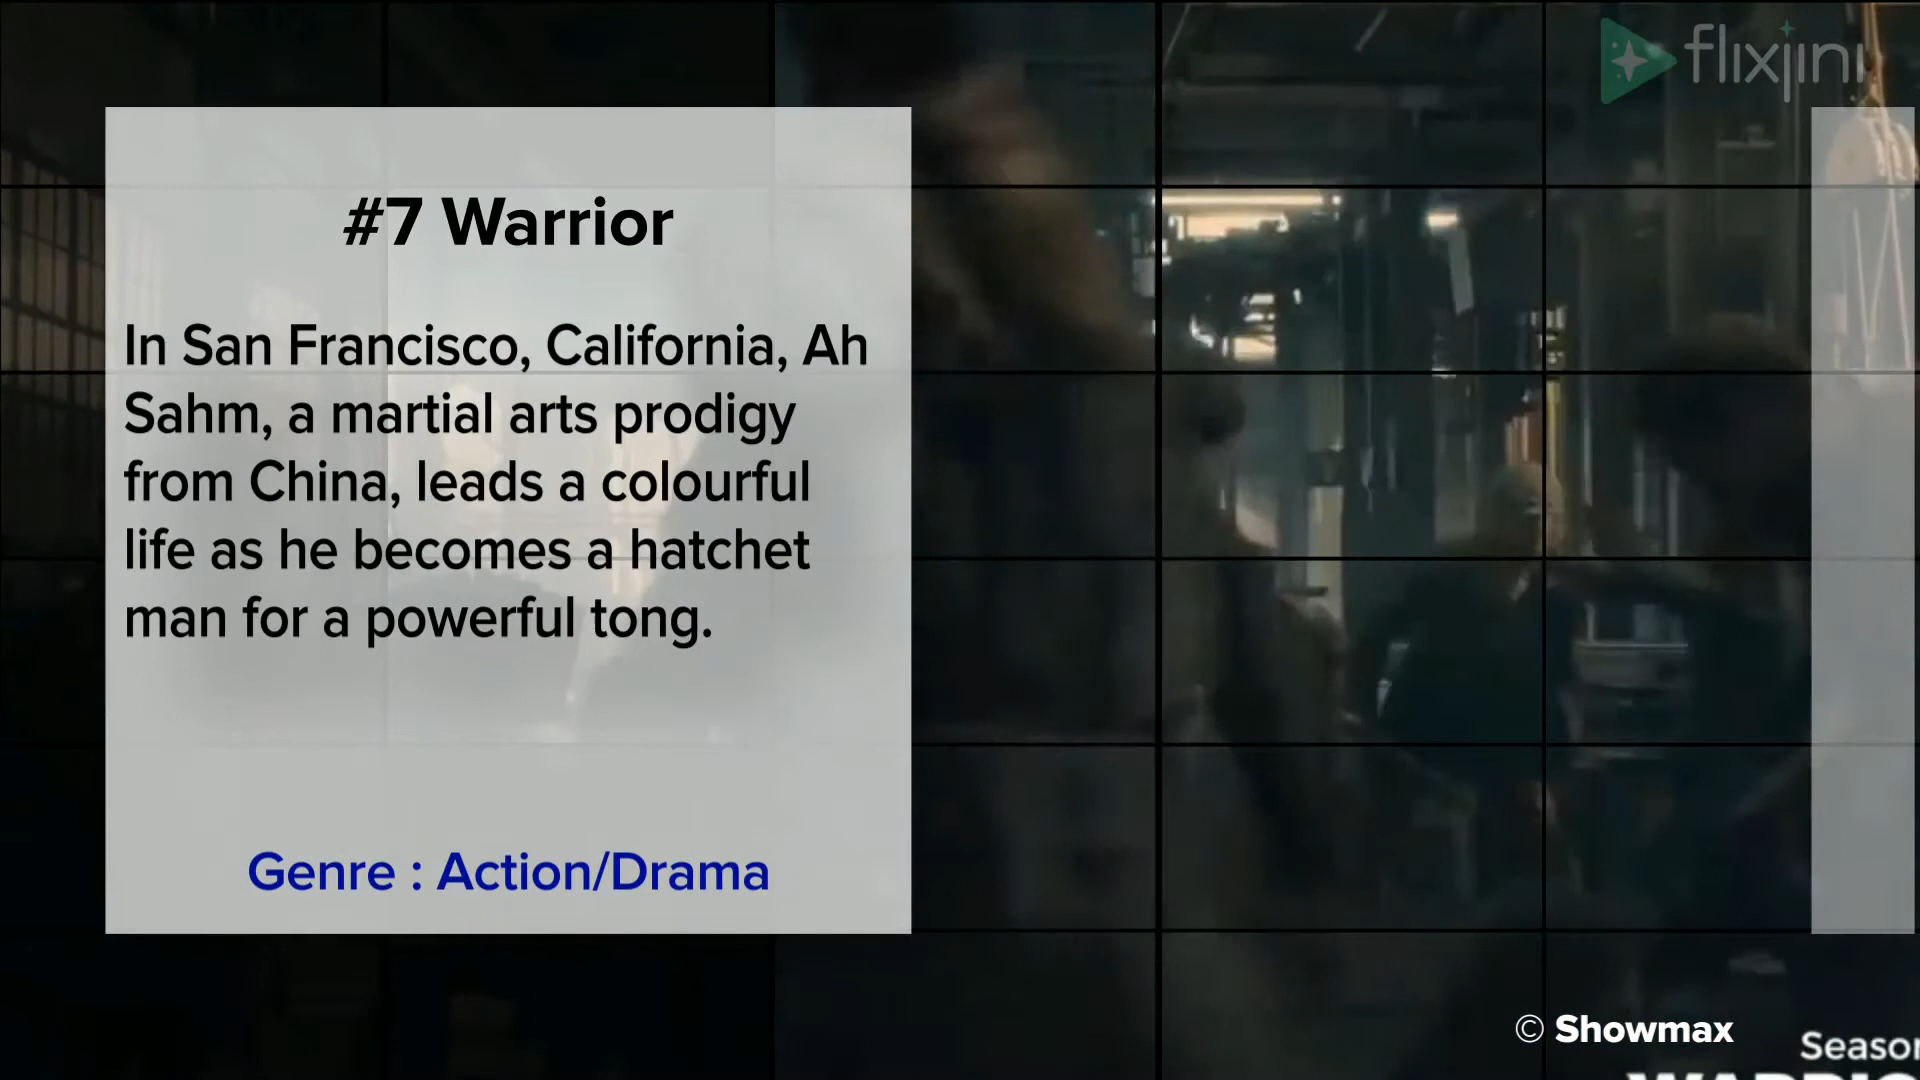 flixjini
#7 Warrior
In San Francisco, California, Ah
Sahm, a martial arts prodigy
from China, leads a colourful
life as he becomes a hatchet
man for a powerful tong.
Genre : Action/Drama
© Showmax